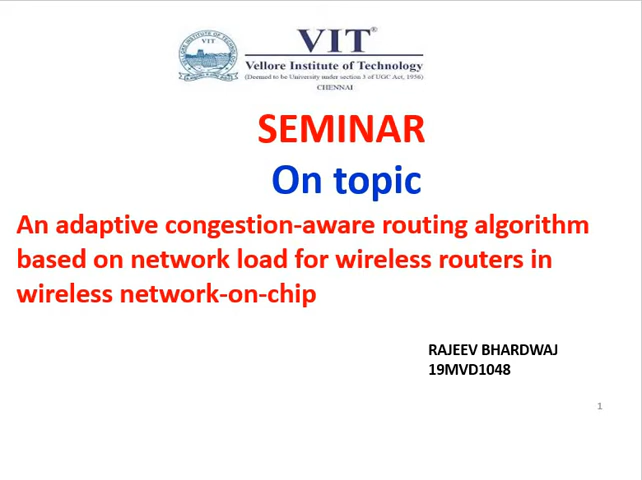 VIT®
Vellore Institute of Technology
(Deemed to be University under section 3 of UGC Act, 1956)
CHENNAI
SEMINAR
On topic
An adaptive congestion-aware routing algorithm
based on network load for wireless routers in
wireless network-on-chip
RAJEEV BHARDWAJ
19MVD1048
1